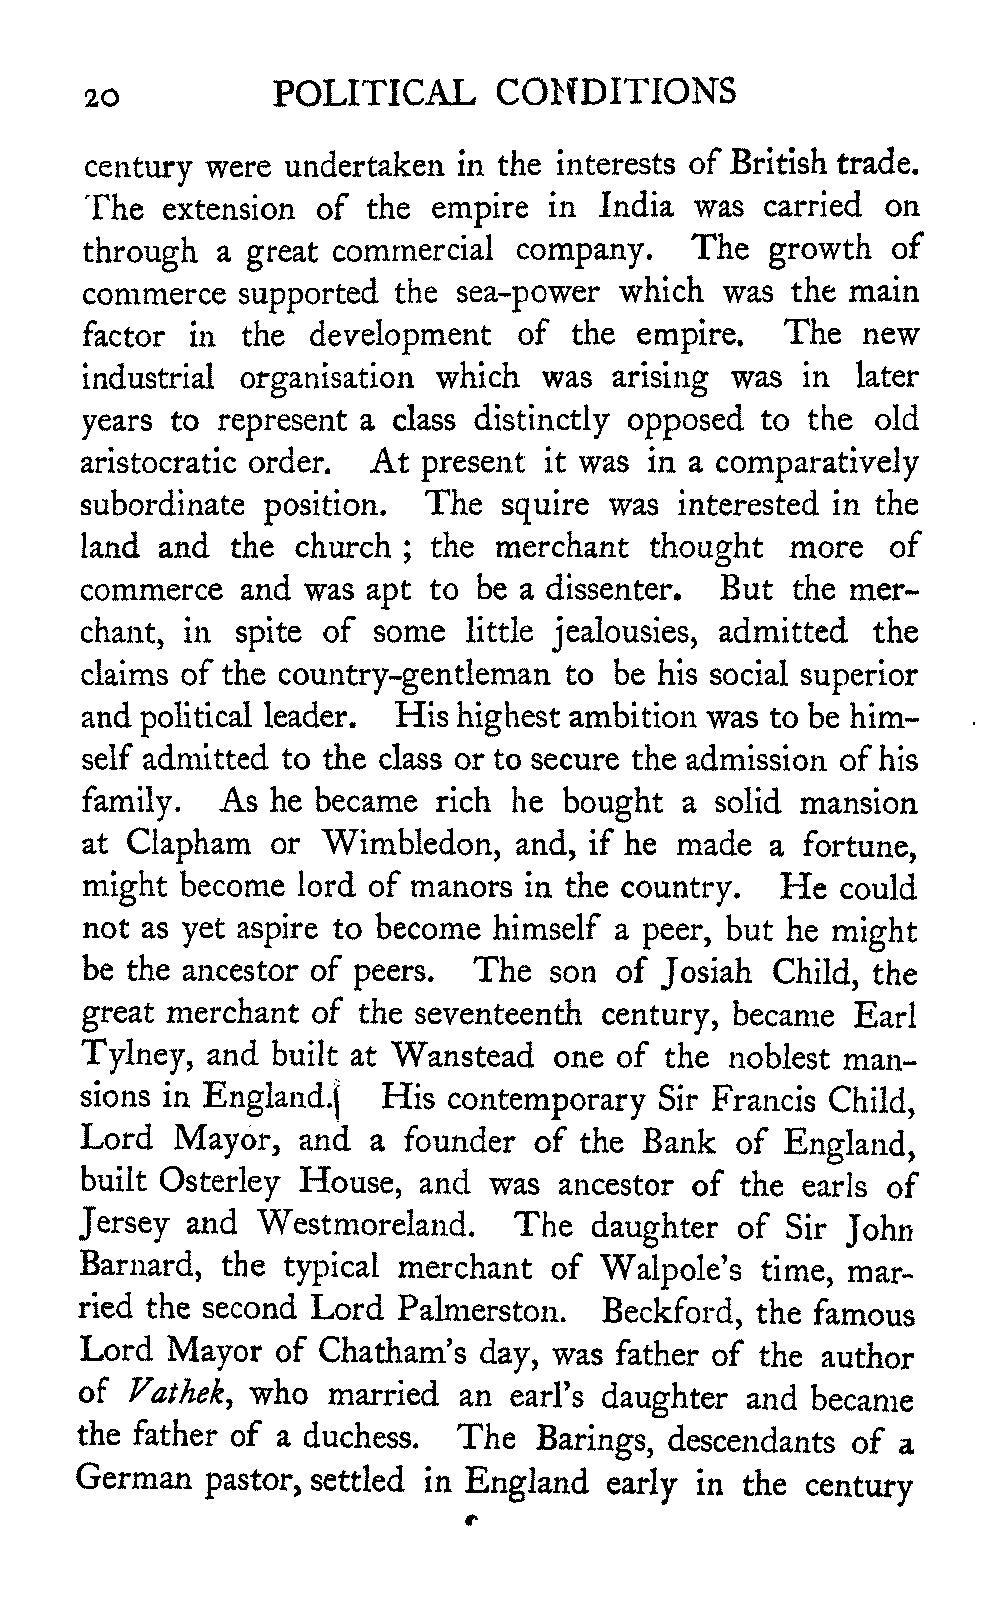 20 POLITICAL CONDITIONS
century were undertaken in the interests of British trade.
The extension of the empire in India was carried on
through a great commercial company. The growth of
commerce supported the sea-power which was the main
factor in the development of the empire. The new
industrial organisation which was arising was in later
years to represent a class distinctly opposed to the old
aristocratic order. At present it was in a comparatively
subordinate position. The squire was interested in the
land and the church ; the merchant thought more of
commerce and was apt to be a dissenter. But the mer-
chant, in spite of some little jealousies, admitted the
claims of the country-gentleman to be his social superior
and political leader. His highest ambition was to be him-
self admitted to the class or to secure the admission of his
family. As he became rich he bought a solid mansion
at Clapham or Wimbledon, and, if he made a fortune,
might become lord of manors in the country. He could
not as yet aspire to become himself a peer, but he might
be the ancestor of peers. The son of Josiah Child, the
great merchant of the seventeenth century, became Earl
Tylney, and built at Wanstead one of the noblest man-
sions in England. His contemporary Sir Francis Child,
Lord Mayor, and a founder of the Bank of England,
built Osterley House, and was ancestor of the earls of
Jersey and Westmoreland. The daughter of Sir John
Barnard, the typical merchant of Walpole's time, mar-
ried the second Lord Palmerston. Beckford, the famous
Lord Mayor of Chatham's day, was father of the author
of Vathek, who married an earl's daughter and became
the father of a duchess. The Barings, descendants of a
German pastor, settled in England early in the century